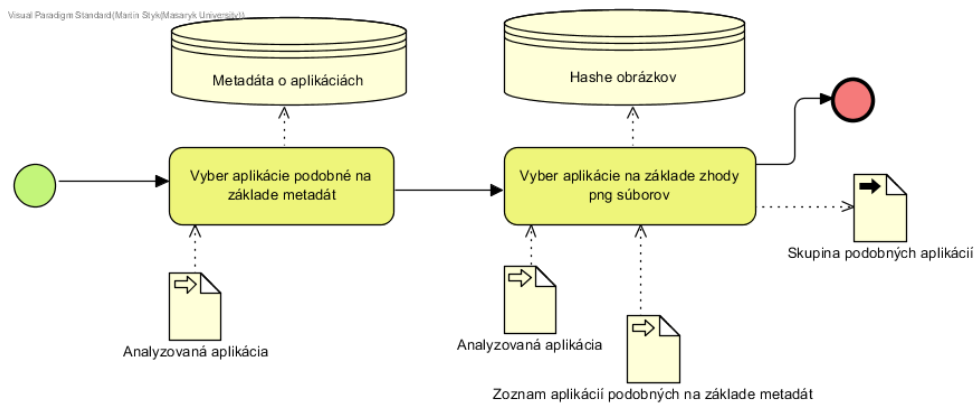 Visual Paradigm Standard(Martin Styk(Masaryk University))
Metadáta o aplikáciách
Hashe obrázkov
Vyber aplikácie podobné na
základe metadát
Vyber aplikácie na základe zhody
png súborov
Skupina podobných aplikácií
Analyzovaná aplikácia
Analyzovaná aplikácia
Zoznam aplikácií podobných na základe metadát